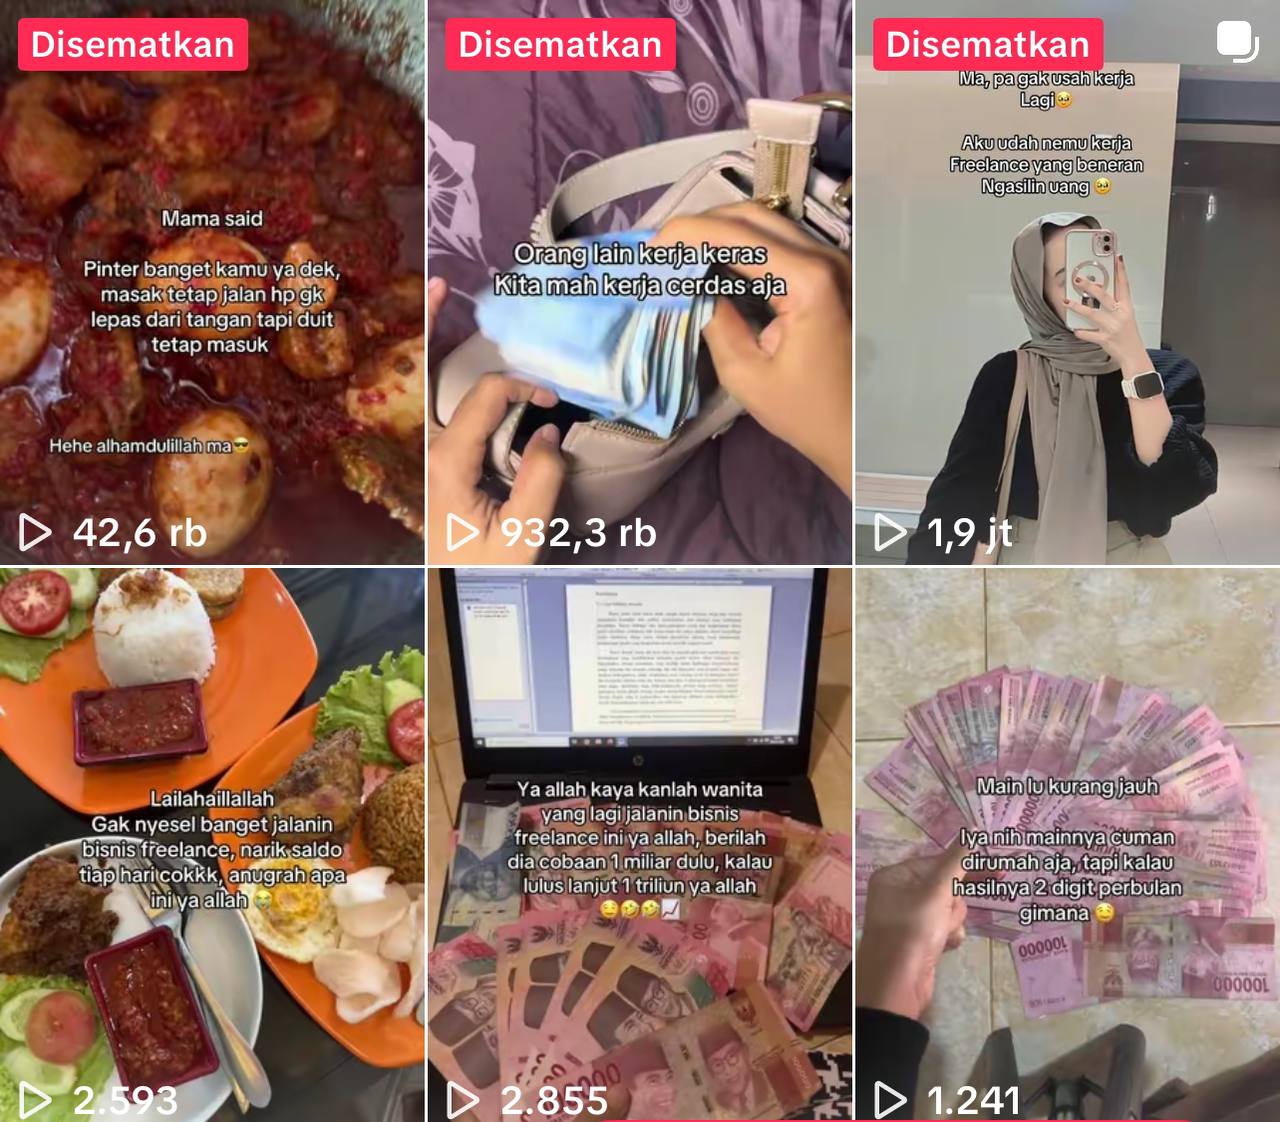 Disematkan
Mama said
Pinter banget kamu ya dek,
masak tetap jalan hp gk
lepas dari tangan tapi duit
tetap masuk
Hehe alhamdulillah ma😎
42,6 rb
Disematkan
Orang lain kerja keras
Kita mah kerja cerdas aja
932,3 rb
Disematkan
Ma, pa gak usah kerja
Lagi🥹
Aku udah nemu kerja
Freelance yang beneran
Ngasilin uang 🥹
1,9 jt
Lailahaillallah
Gak nyesel banget jalanin
bisnis freelance, narik saldo
tiap hari cokkk, anugrah apa
ini ya allah 😭
2.593
Ya allah kaya kanlah wanita
yang lagi jalanin bisnis
freelance ini ya allah, berilah
dia cobaan 1 miliar dulu, kalau
lulus lanjut 1 triliun ya allah
🤤🤣🤣📈
2.855
Main lu kurang jauh
Iya nih mainnya cuman
dirumah aja, tapi kalau
hasilnya 2 digit perbulan
gimana 🤤
100000
100000
1.241